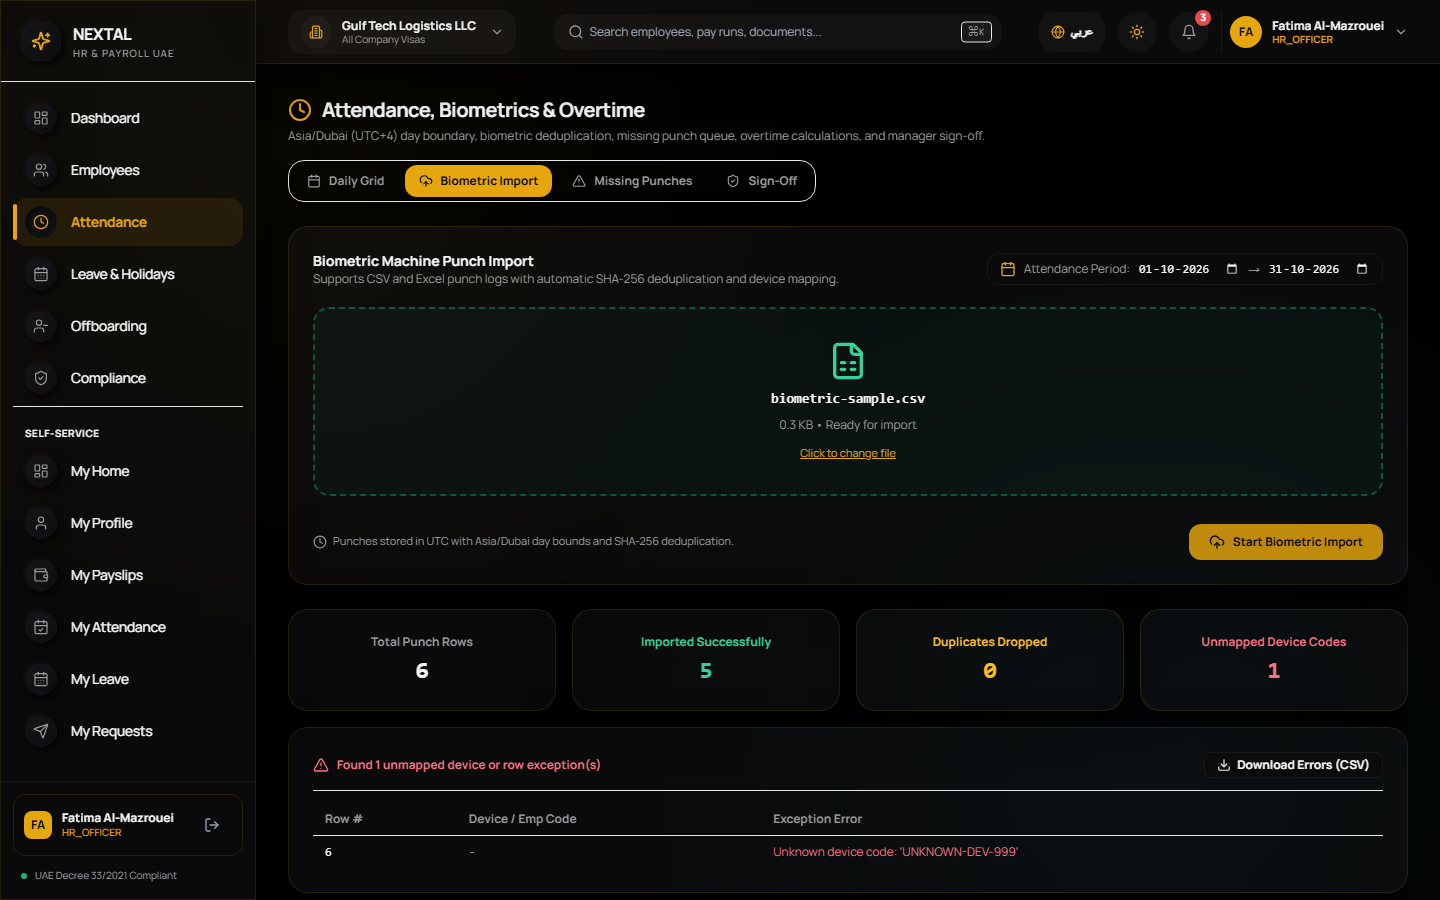 NEXTAL
HR & PAYROLL UAE
Dashboard
Employees
Attendance
Leave & Holidays
Offboarding
Compliance
SELF-SERVICE
My Home
My Profile
My Payslips
My Attendance
My Leave
My Requests
FA
Fatima Al-Mazrouei
HR_OFFICER
UAE Decree 33/2021 Compliant
Gulf Tech Logistics LLC
All Company Visas
Search employees, pay runs, documents...
⌘K
عربي
3
FA
Fatima Al-Mazrouei
HR_OFFICER
Attendance, Biometrics & Overtime
Asia/Dubai (UTC+4) day boundary, biometric deduplication, missing punch queue, overtime calculations, and manager sign-off.
Daily Grid
Biometric Import
Missing Punches
Sign-Off
Biometric Machine Punch Import
Supports CSV and Excel punch logs with automatic SHA-256 deduplication and device mapping.
Attendance Period: 01-10-2026 → 31-10-2026
biometric-sample.csv
0.3 KB • Ready for import
Click to change file
Punches stored in UTC with Asia/Dubai day bounds and SHA-256 deduplication.
Start Biometric Import
Total Punch Rows
6
Imported Successfully
5
Duplicates Dropped
0
Unmapped Device Codes
1
Found 1 unmapped device or row exception(s)
Download Errors (CSV)
Row # Device / Emp Code Exception Error
6 - Unknown device code: 'UNKNOWN-DEV-999'